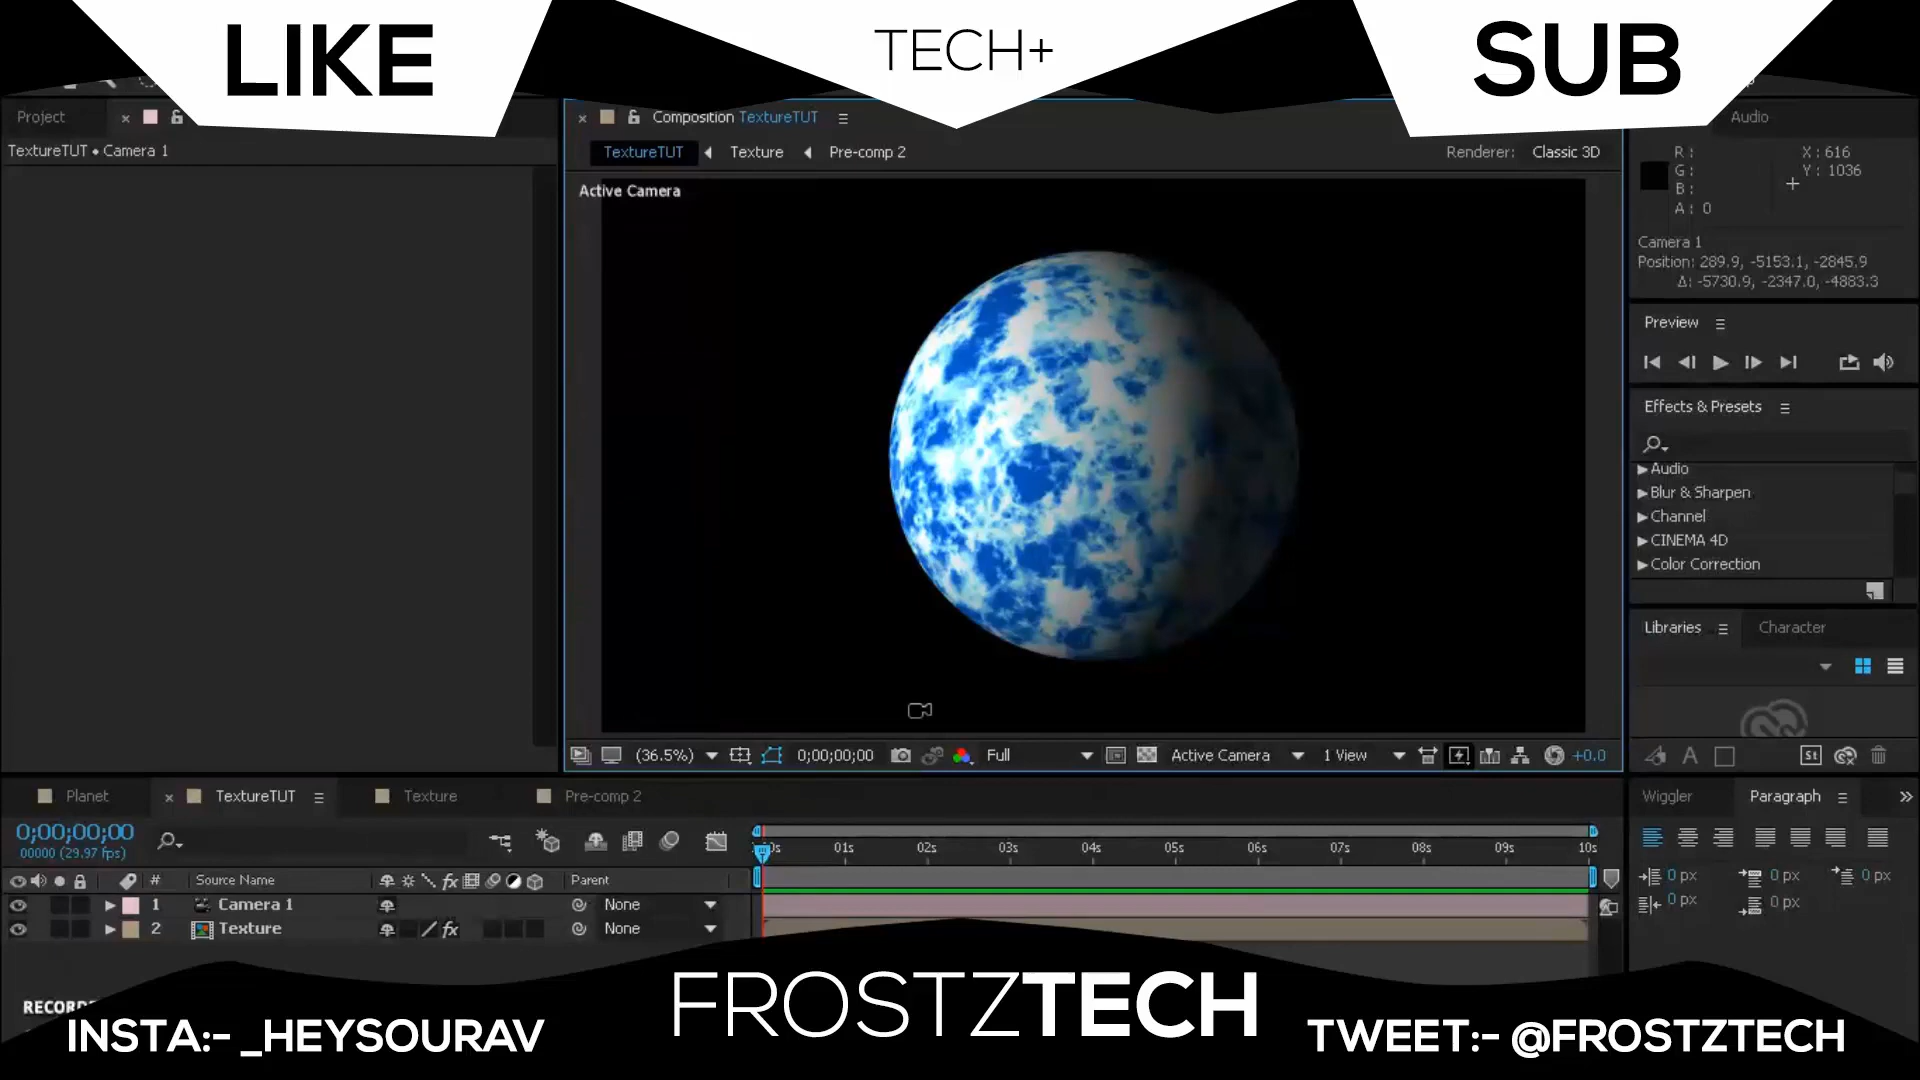 LIKE
TECH+
SUB
Project
TextureTUT • Camera 1
Composition TextureTUT
TextureTUT
Texture
Pre-comp 2
Renderer: Classic 3D
Active Camera
Audio
R :
G :
B :
A : 0
X : 616
Y : 1036
Camera 1
Position: 289.9, -5153.1, -2845.9
Δ: -5730.9, -2347.0, -4883.3
Preview
Effects & Presets
Audio
Blur & Sharpen
Channel
CINEMA 4D
Color Correction
Libraries
Character
(36.5%)
0;00;00;00
Full
Active Camera
1 View
+0.0
St
Planet
TextureTUT
Texture
Pre-comp 2
Wiggler
Paragraph
0;00;00;00
00000 (29.97 fps)
01s 02s 03s 04s 05s 06s 07s 08s 09s 10s
# Source Name fx Parent
1 Camera 1 None
2 Texture fx None
0 px 0 px 0 px
0 px 0 px
FROSTZTECH
INSTA:- _HEYSOURAV
TWEET:- @FROSTZTECH